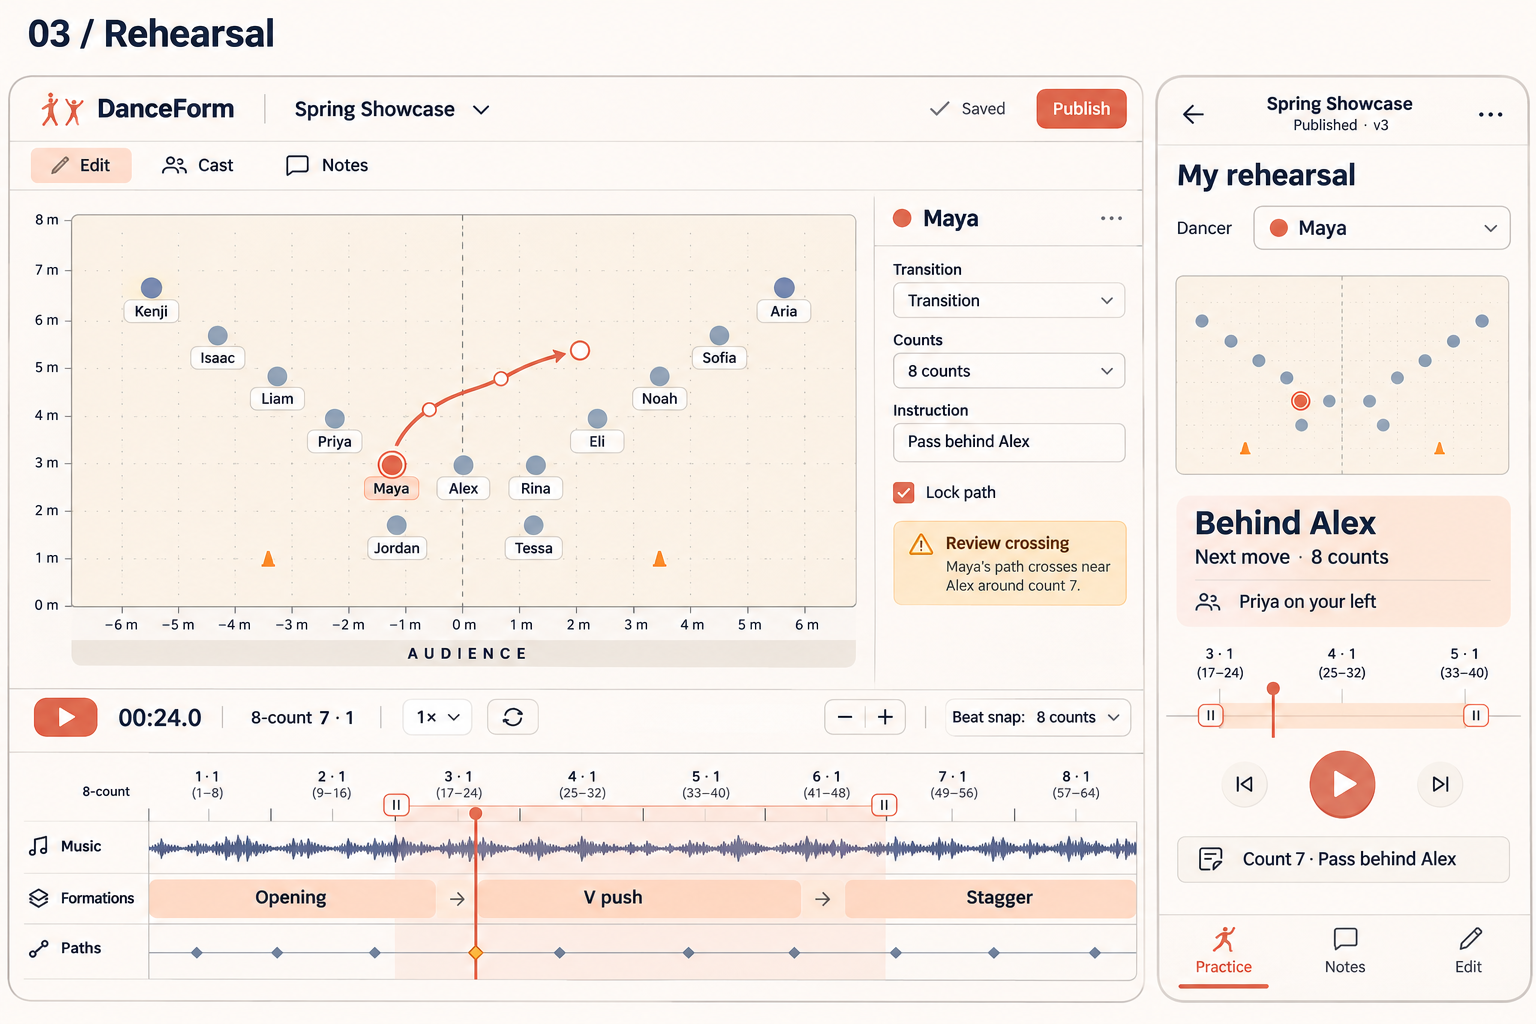 03 / Rehearsal
DanceForm
Spring Showcase
Saved
Publish
Edit
Cast
Notes
8 m
7 m
6 m
5 m
4 m
3 m
2 m
1 m
0 m
Kenji
Aria
Isaac
Sofia
Liam
Noah
Priya
Eli
Maya
Alex
Rina
Jordan
Tessa
−6 m
−5 m
−4 m
−3 m
−2 m
−1 m
0 m
1 m
2 m
3 m
4 m
5 m
6 m
AUDIENCE
Maya
Transition
Transition
Counts
8 counts
Instruction
Pass behind Alex
Lock path
Review crossing
Maya's path crosses near
Alex around count 7.
00:24.0
8-count 7 · 1
1×
Beat snap: 8 counts
8-count
1 · 1
(1–8)
2 · 1
(9–16)
3 · 1
(17–24)
4 · 1
(25–32)
5 · 1
(33–40)
6 · 1
(41–48)
7 · 1
(49–56)
8 · 1
(57–64)
Music
Formations
Opening
V push
Stagger
Paths
Spring Showcase
Published · v3
My rehearsal
Dancer
Maya
Behind Alex
Next move · 8 counts
Priya on your left
3 · 1
(17–24)
4 · 1
(25–32)
5 · 1
(33–40)
Count 7 · Pass behind Alex
Practice
Notes
Edit